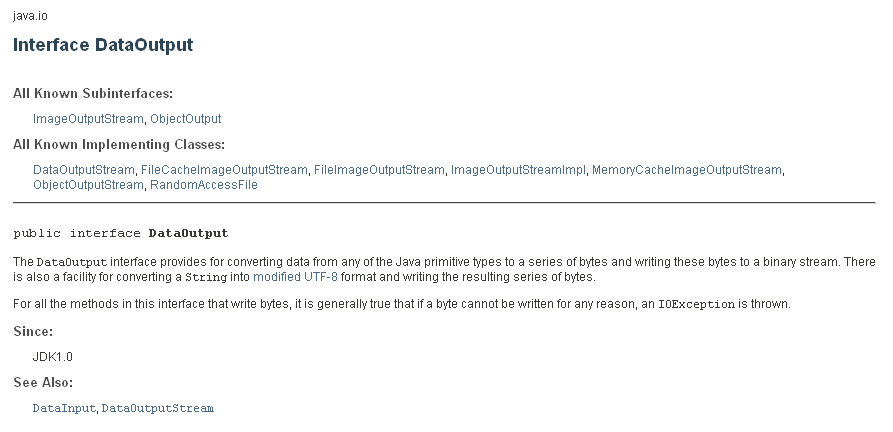 java.io
Interface DataOutput
All Known Subinterfaces:
ImageOutputStream, ObjectOutput
All Known Implementing Classes:
DataOutputStream, FileCacheImageOutputStream, FileImageOutputStream, ImageOutputStreamImpl, MemoryCacheImageOutputStream,
ObjectOutputStream, RandomAccessFile
public interface DataOutput
The DataOutput interface provides for converting data from any of the Java primitive types to a series of bytes and writing these bytes to a binary stream. There
is also a facility for converting a String into modified UTF-8 format and writing the resulting series of bytes.
For all the methods in this interface that write bytes, it is generally true that if a byte cannot be written for any reason, an IOException is thrown.
Since:
JDK1.0
See Also:
DataInput, DataOutputStream